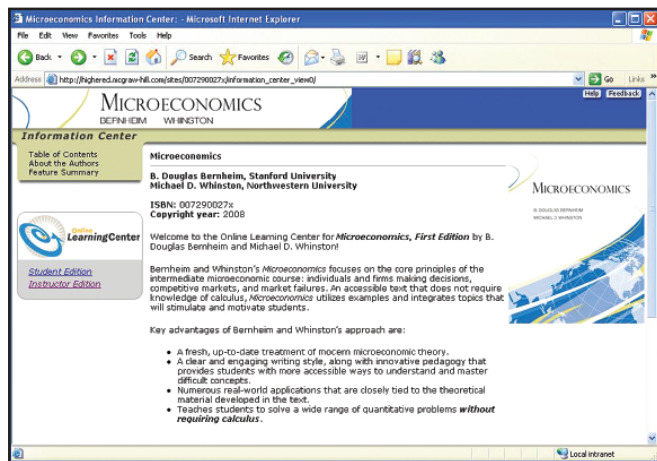 Microeconomics Information Center: - Microsoft Internet Explorer
File Edit View Favorites Tools Help
Back Search Favorites
Address http://highered.mcgraw-hill.com/sites/007290027x/information_center_view0/ Go Links »
Help Feedback
MICROECONOMICS
BERNHEIM WHINSTON
Information Center
Table of Contents
About the Authors
Feature Summary
Online
LearningCenter
Student Edition
Instructor Edition
Microeconomics
B. Douglas Bernheim, Stanford University
Michael D. Whinston, Northwestern University
ISBN: 007290027x
Copyright year: 2008
Welcome to the Online Learning Center for Microeconomics, First Edition by B.
Douglas Bernheim and Michael D. Whinston!
Bernheim and Whinston's Microeconomics focuses on the core principles of the
intermediate microeconomic course: individuals and firms making decisions,
competitive markets, and market failures. An accessible text that does not require
knowledge of calculus, Microeconomics utilizes examples and integrates topics that
will stimulate and motivate students.
Key advantages of Bernheim and Whinston's approach are:
• A fresh, up-to-date treatment of modern microeconomic theory.
• A clear and engaging writing style, along with innovative pedagogy that
provides students with more accessible ways to understand and master
difficult concepts.
• Numerous real-world applications that are closely tied to the theoretical
material developed in the text.
• Teaches students to solve a wide range of quantitative problems without
requiring calculus.
MICROECONOMICS
B. DOUGLAS BERNHEIM
MICHAEL D. WHINSTON
Local intranet